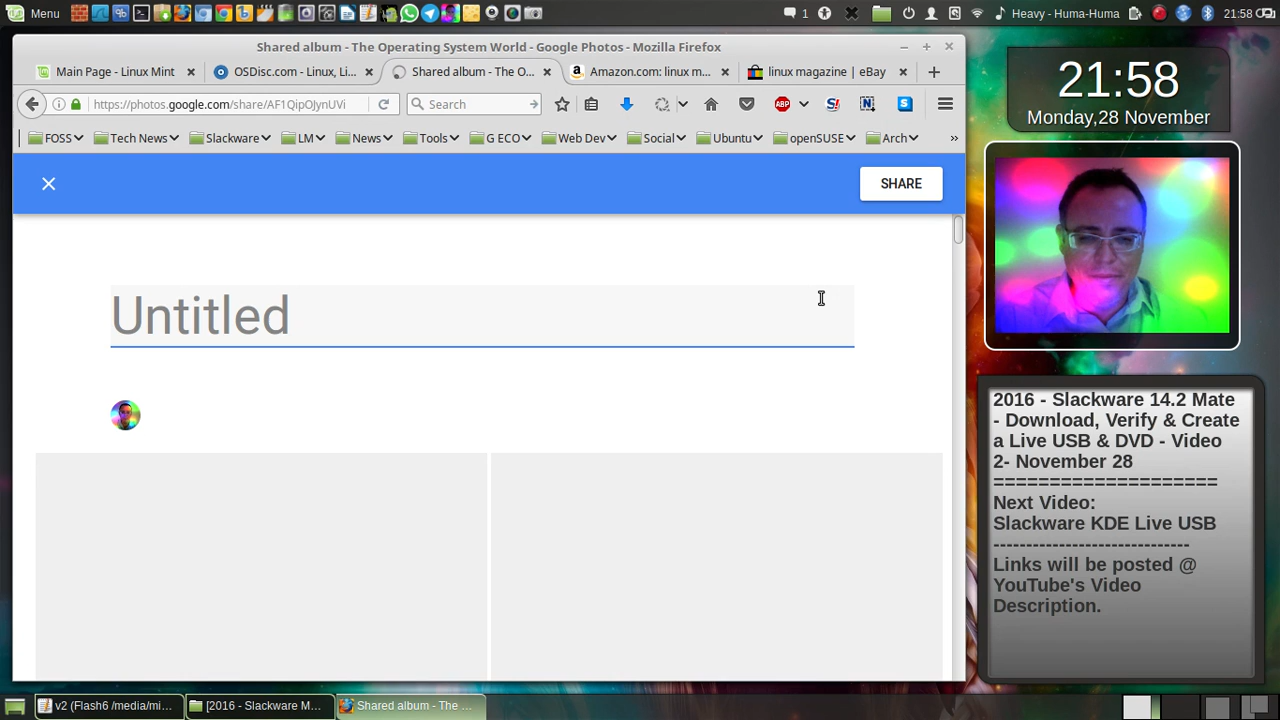 Menu
1
Heavy - Huma-Huma
21:58
Shared album - The Operating System World - Google Photos - Mozilla Firefox
Main Page - Linux Mint
OSDisc.com - Linux, Li...
Shared album - The O...
Amazon.com: linux m...
linux magazine | eBay
https://photos.google.com/share/AF1QipOJynUVi
Search
ABP
FOSS
Tech News
Slackware
LM
News
Tools
G ECO
Web Dev
Social
Ubuntu
openSUSE
Arch
»
SHARE
Untitled
21:58
Monday,28 November
2016 - Slackware 14.2 Mate
- Download, Verify & Create
a Live USB & DVD - Video
2- November 28
====================
Next Video:
Slackware KDE Live USB
----------------------------
Links will be posted @
YouTube's Video
Description.
v2 (Flash6 /media/mi...
[2016 - Slackware M...
Shared album - The ...